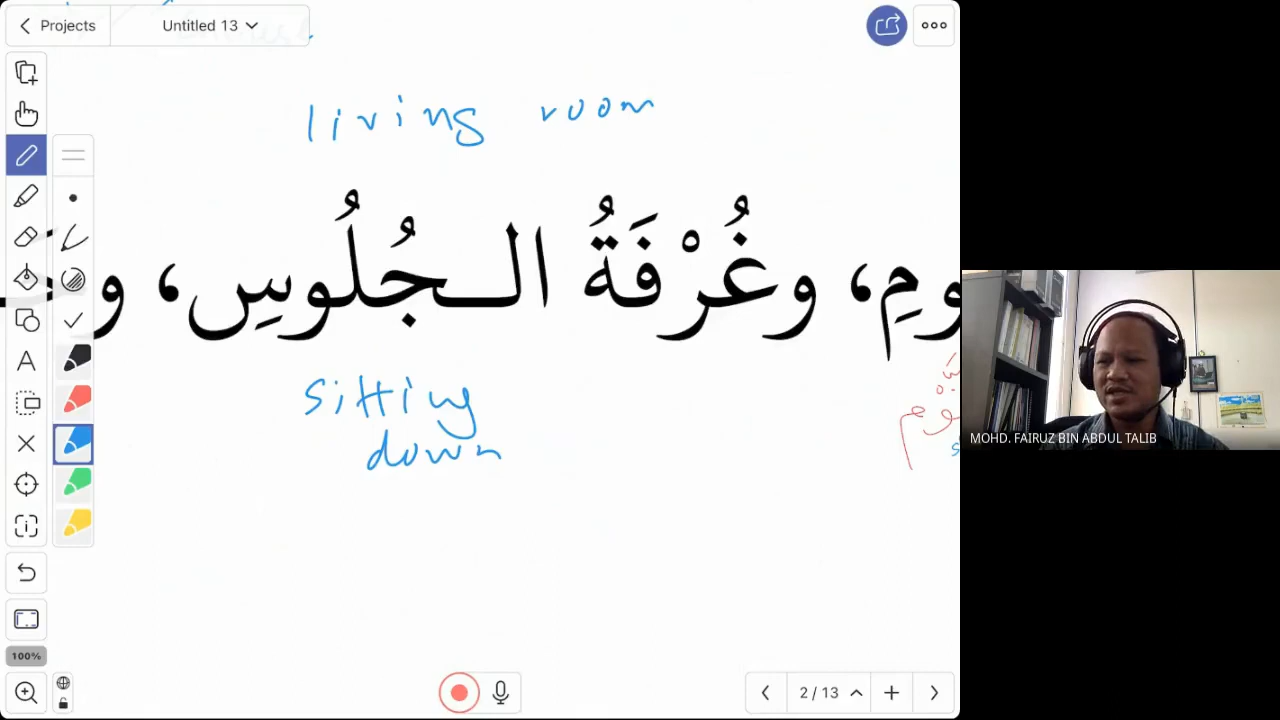 Projects
Untitled 13
living room
ومِ، وغُرْفَةُ الـجُلُوسِ، و
sitting
down
MOHD. FAIRUZ BIN ABDUL TALIB
100%
2 / 13